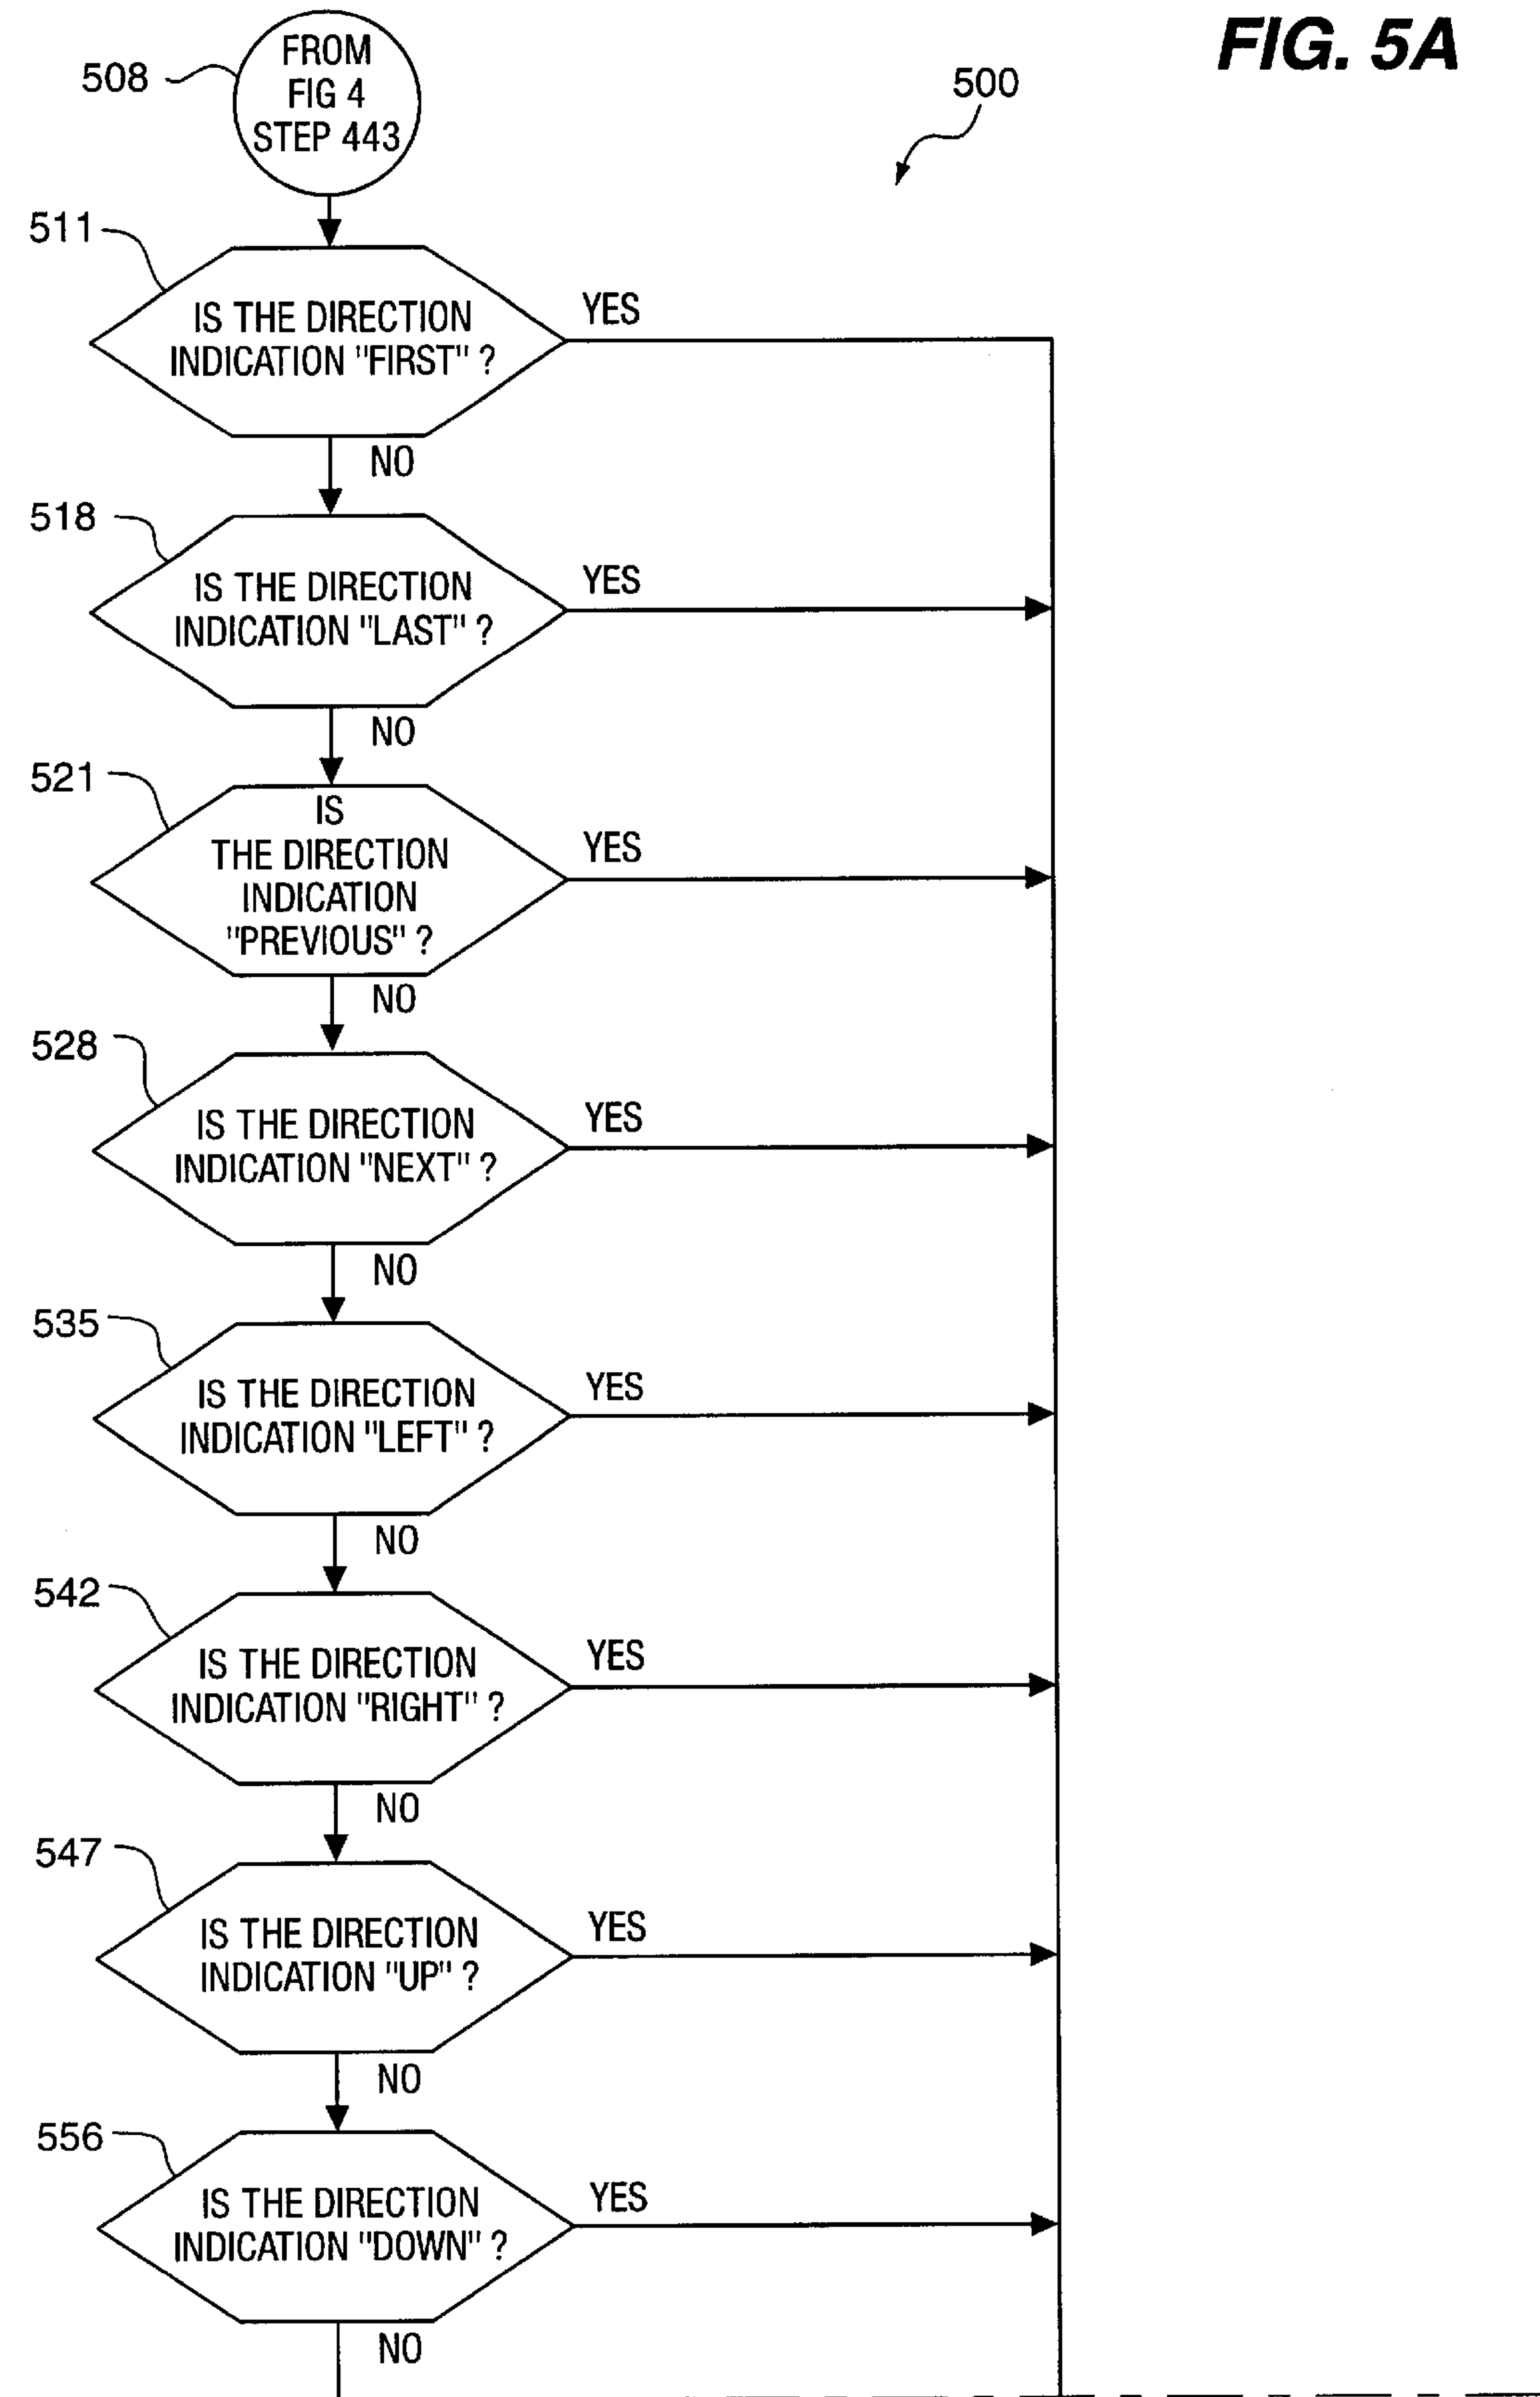 FIG. 5A
508
FROM
FIG 4
STEP 443
500
511
IS THE DIRECTION
INDICATION "FIRST" ?
YES
NO
518
IS THE DIRECTION
INDICATION "LAST" ?
YES
NO
521
IS
THE DIRECTION
INDICATION
"PREVIOUS" ?
YES
NO
528
IS THE DIRECTION
INDICATION "NEXT" ?
YES
NO
535
IS THE DIRECTION
INDICATION "LEFT" ?
YES
NO
542
IS THE DIRECTION
INDICATION "RIGHT" ?
YES
NO
547
IS THE DIRECTION
INDICATION "UP" ?
YES
NO
556
IS THE DIRECTION
INDICATION "DOWN" ?
YES
NO